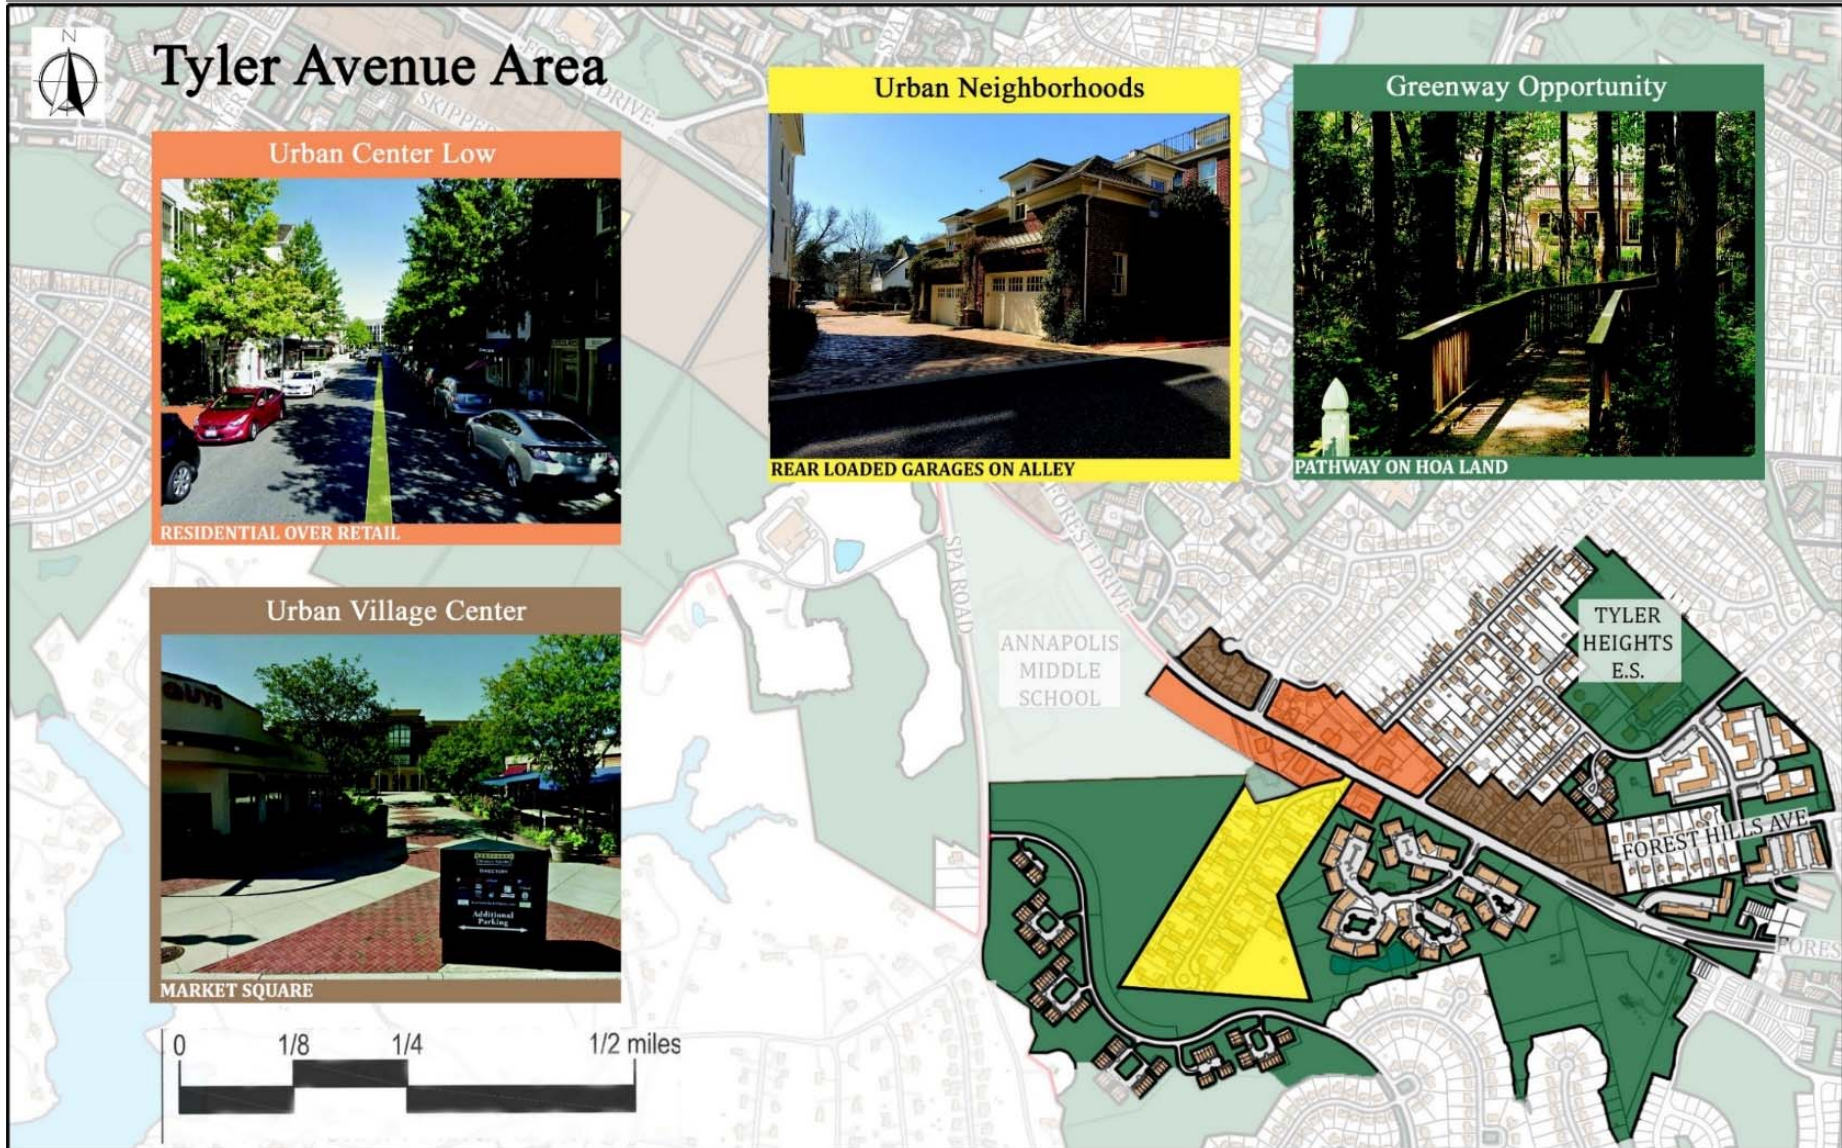 N
Tyler Avenue Area
Urban Center Low
RESIDENTIAL OVER RETAIL
Urban Neighborhoods
REAR LOADED GARAGES ON ALLEY
Greenway Opportunity
PATHWAY ON HOA LAND
Urban Village Center
GUYS
DIRECTORY
Additional
Parking
MARKET SQUARE
SPA ROAD
FOREST DRIVE
ANNAPOLIS
MIDDLE
SCHOOL
TYLER
HEIGHTS
E.S.
FOREST HILLS AVE
0 1/8 1/4 1/2 miles